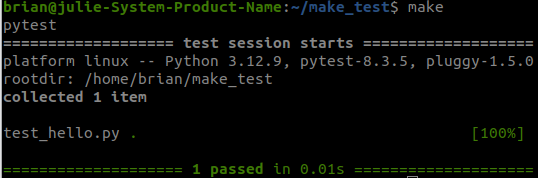 brian@julie-System-Product-Name:~/make_test$ make
pytest
=================== test session starts ===================
platform linux -- Python 3.12.9, pytest-8.3.5, pluggy-1.5.0
rootdir: /home/brian/make_test
collected 1 item
test_hello.py . [100%]
==================== 1 passed in 0.01s ====================